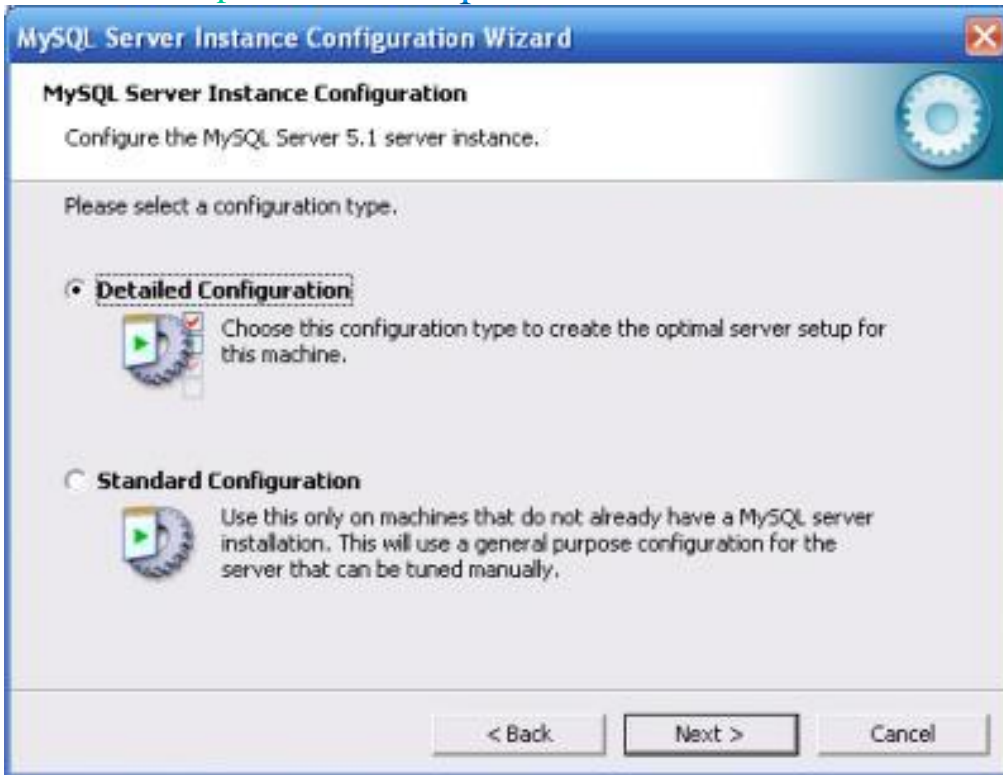 MySQL Server Instance Configuration Wizard
MySQL Server Instance Configuration
Configure the MySQL Server 5.1 server instance.
Please select a configuration type.
Detailed Configuration
Choose this configuration type to create the optimal server setup for
this machine.
Standard Configuration
Use this only on machines that do not already have a MySQL server
installation. This will use a general purpose configuration for the
server that can be tuned manually.
< Back
Next >
Cancel